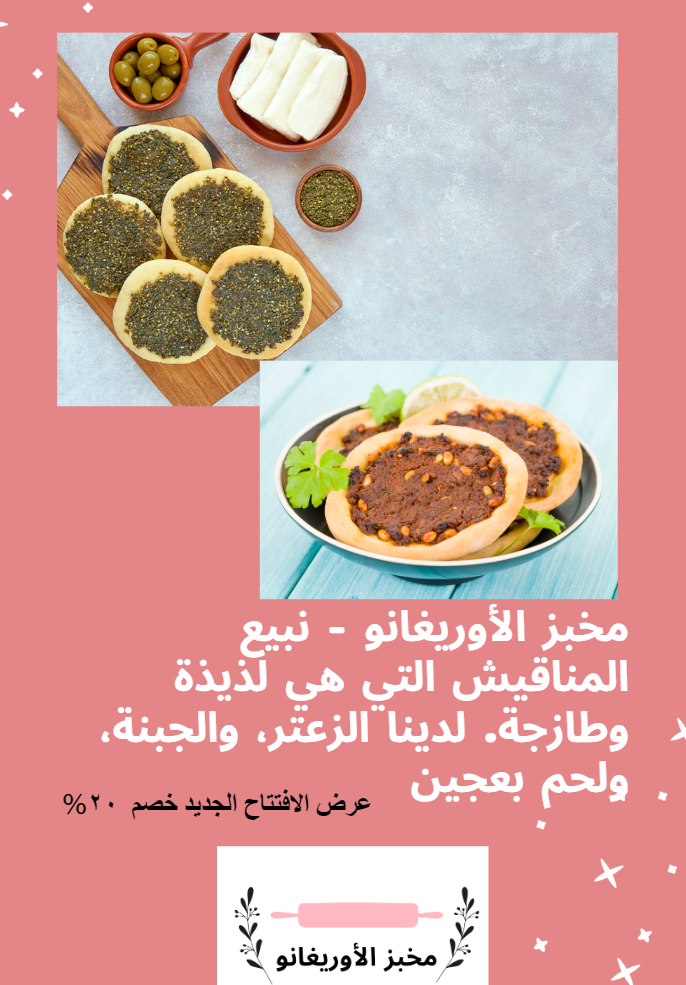 مخبز الأوريغانو - نبيع
المناقيش التي هي لذيذة
وطازجة. لدينا الزعتر، والجبنة،
ولحم بعجين
عرض الافتتاح الجديد خصم ٢٠%
مخبز الأوريغانو